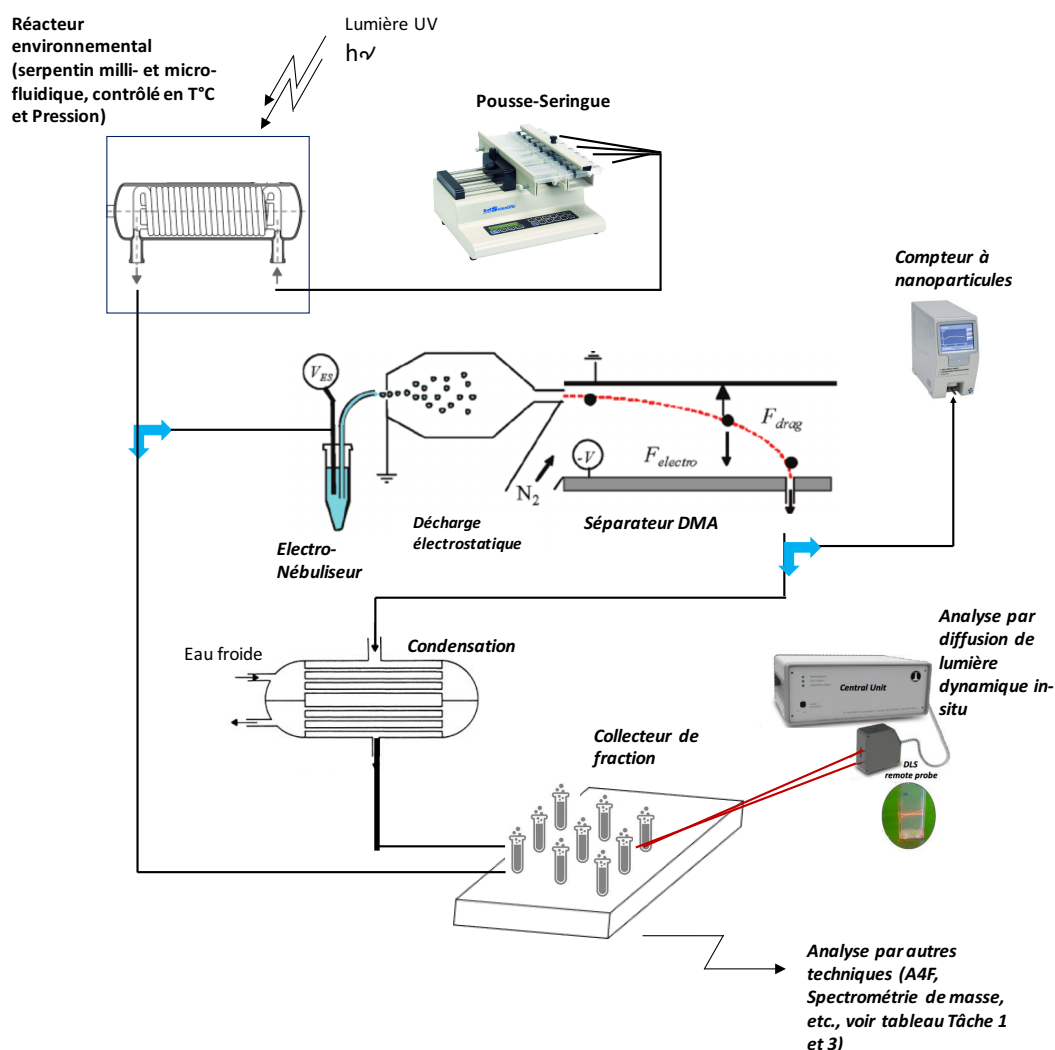 Réacteur
environnemental
(serpentin milli- et micro-
fluidique, contrôlé en T°C
et Pression)
Lumière UV
hν
Pousse-Seringue
Compteur à
nanoparticules
V_ES
F_drag
F_electro
-V
N₂
Décharge
électrostatique
Séparateur DMA
Electro-
Nébuliseur
Eau froide
Condensation
Analyse par
diffusion de
lumière
dynamique in-
situ
Central Unit
DLS
remote probe
Collecteur de
fraction
Analyse par autres
techniques (A4F,
Spectrométrie de masse,
etc., voir tableau Tâche 1
et 3)